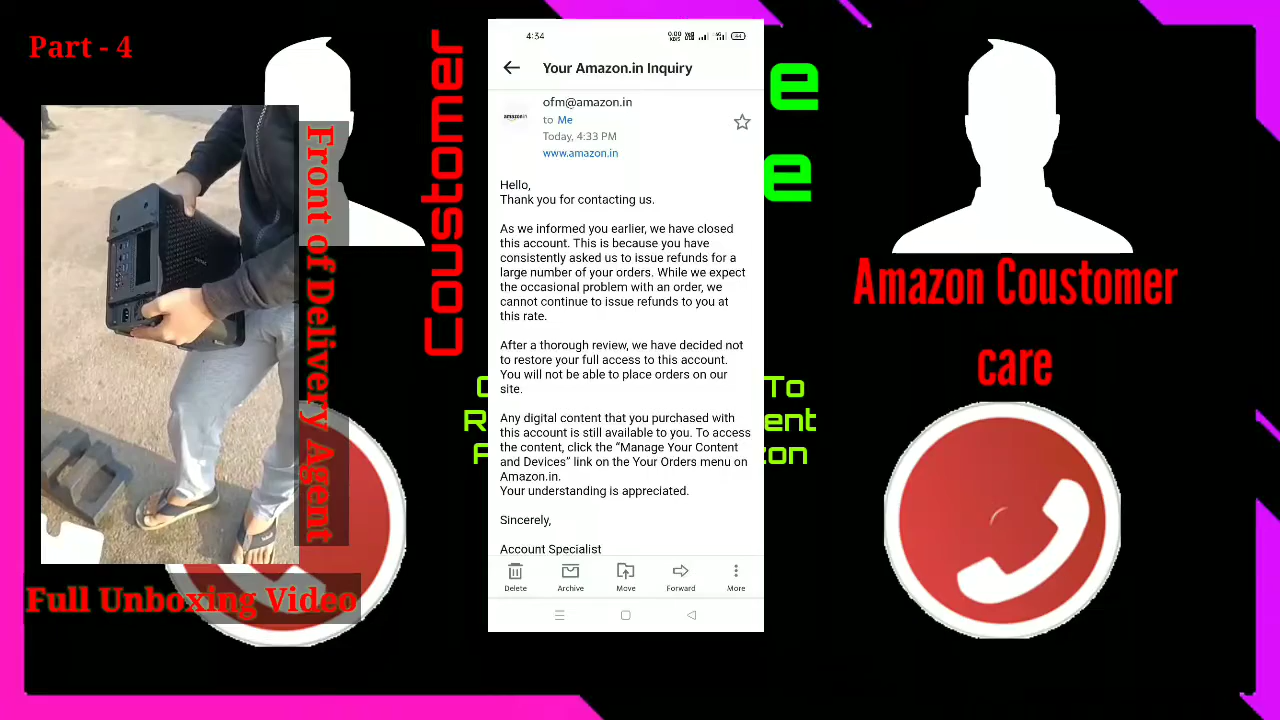 Part - 4
Front of Delivery Agent
Full Unboxing Video
Coustomer
4:34
0.00
KB/S
44
Your Amazon.in Inquiry
ofm@amazon.in
to Me
Today, 4:33 PM
www.amazon.in
Hello,
Thank you for contacting us.
As we informed you earlier, we have closed
this account. This is because you have
consistently asked us to issue refunds for a
large number of your orders. While we expect
the occasional problem with an order, we
cannot continue to issue refunds to you at
this rate.
After a thorough review, we have decided not
to restore your full access to this account.
You will not be able to place orders on our
site.
Any digital content that you purchased with
this account is still available to you. To access
the content, click the “Manage Your Content
and Devices” link on the Your Orders menu on
Amazon.in.
Your understanding is appreciated.
Sincerely,
Account Specialist
Delete
Archive
Move
Forward
More
e
e
To
ent
zon
Amazon Coustomer
care